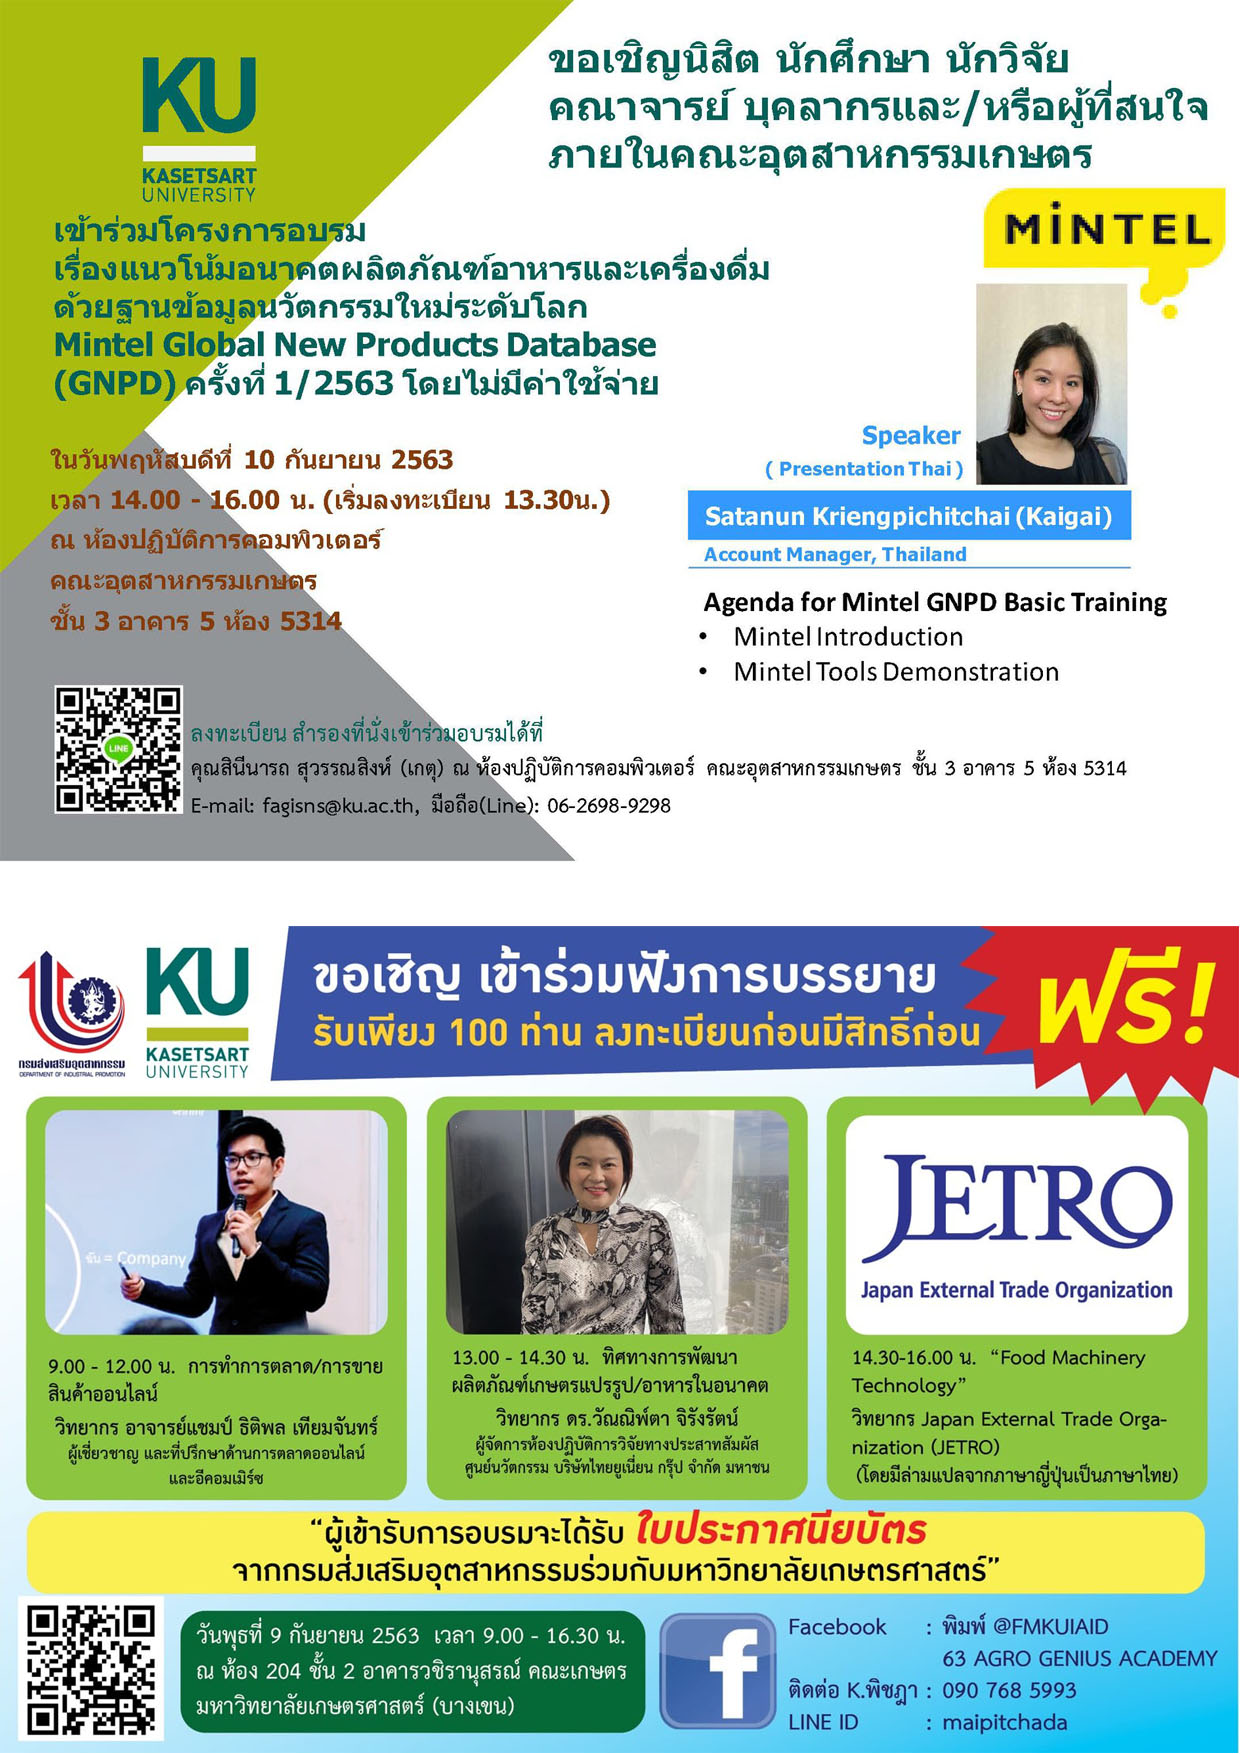 KU
KASETSART
UNIVERSITY
ขอเชิญนิสิต นักศึกษา นักวิจัย
คณาจารย์ บุคลากรและ/หรือผู้ที่สนใจ
ภายในคณะอุตสาหกรรมเกษตร
MiNTEL
เข้าร่วมโครงการอบรม
เรื่องแนวโน้มอนาคตผลิตภัณฑ์อาหารและเครื่องดื่ม
ด้วยฐานข้อมูลนวัตกรรมใหม่ระดับโลก
Mintel Global New Products Database
(GNPD) ครั้งที่ 1/2563 โดยไม่มีค่าใช้จ่าย
ในวันพฤหัสบดีที่ 10 กันยายน 2563
เวลา 14.00 - 16.00 น. (เริ่มลงทะเบียน 13.30น.)
ณ ห้องปฏิบัติการคอมพิวเตอร์
คณะอุตสาหกรรมเกษตร
ชั้น 3 อาคาร 5 ห้อง 5314
Speaker
( Presentation Thai )
Satanun Kriengpichitchai (Kaigai)
Account Manager, Thailand
Agenda for Mintel GNPD Basic Training
• Mintel Introduction
• Mintel Tools Demonstration
LINE
ลงทะเบียน สำรองที่นั่งเข้าร่วมอบรมได้ที่
คุณสินีนารถ สุวรรณสิงห์ (เกตุ) ณ ห้องปฏิบัติการคอมพิวเตอร์ คณะอุตสาหกรรมเกษตร ชั้น 3 อาคาร 5 ห้อง 5314
E-mail: fagisns@ku.ac.th, มือถือ(Line): 06-2698-9298
กรมส่งเสริมอุตสาหกรรม
DEPARTMENT OF INDUSTRIAL PROMOTION
KU
KASETSART
UNIVERSITY
ขอเชิญ เข้าร่วมฟังการบรรยาย
รับเพียง 100 ท่าน ลงทะเบียนก่อนมีสิทธิ์ก่อน
ฟรี!
= Company
9.00 - 12.00 น. การทำการตลาด/การขาย
สินค้าออนไลน์
วิทยากร อาจารย์แชมป์ ธิติพล เทียมจันทร์
ผู้เชี่ยวชาญ และที่ปรึกษาด้านการตลาดออนไลน์
และอีคอมเมิร์ซ
13.00 - 14.30 น. ทิศทางการพัฒนา
ผลิตภัณฑ์เกษตรแปรรูป/อาหารในอนาคต
วิทยากร ดร.วัณณิพ์ตา จิรังรัตน์
ผู้จัดการห้องปฏิบัติการวิจัยทางประสาทสัมผัส
ศูนย์นวัตกรรม บริษัทไทยยูเนี่ยน กรุ๊ป จำกัด มหาชน
JETRO
Japan External Trade Organization
14.30-16.00 น. “Food Machinery
Technology”
วิทยากร Japan External Trade Orga-
nization (JETRO)
(โดยมีล่ามแปลจากภาษาญี่ปุ่นเป็นภาษาไทย)
“ผู้เข้ารับการอบรมจะได้รับ ใบประกาศนียบัตร
จากกรมส่งเสริมอุตสาหกรรมร่วมกับมหาวิทยาลัยเกษตรศาสตร์”
วันพุธที่ 9 กันยายน 2563 เวลา 9.00 - 16.30 น.
ณ ห้อง 204 ชั้น 2 อาคารวชิรานุสรณ์ คณะเกษตร
มหาวิทยาลัยเกษตรศาสตร์ (บางเขน)
f
Facebook : พิมพ์ @FMKUIAID
63 AGRO GENIUS ACADEMY
ติดต่อ K.พิชฎา : 090 768 5993
LINE ID : maipitchada